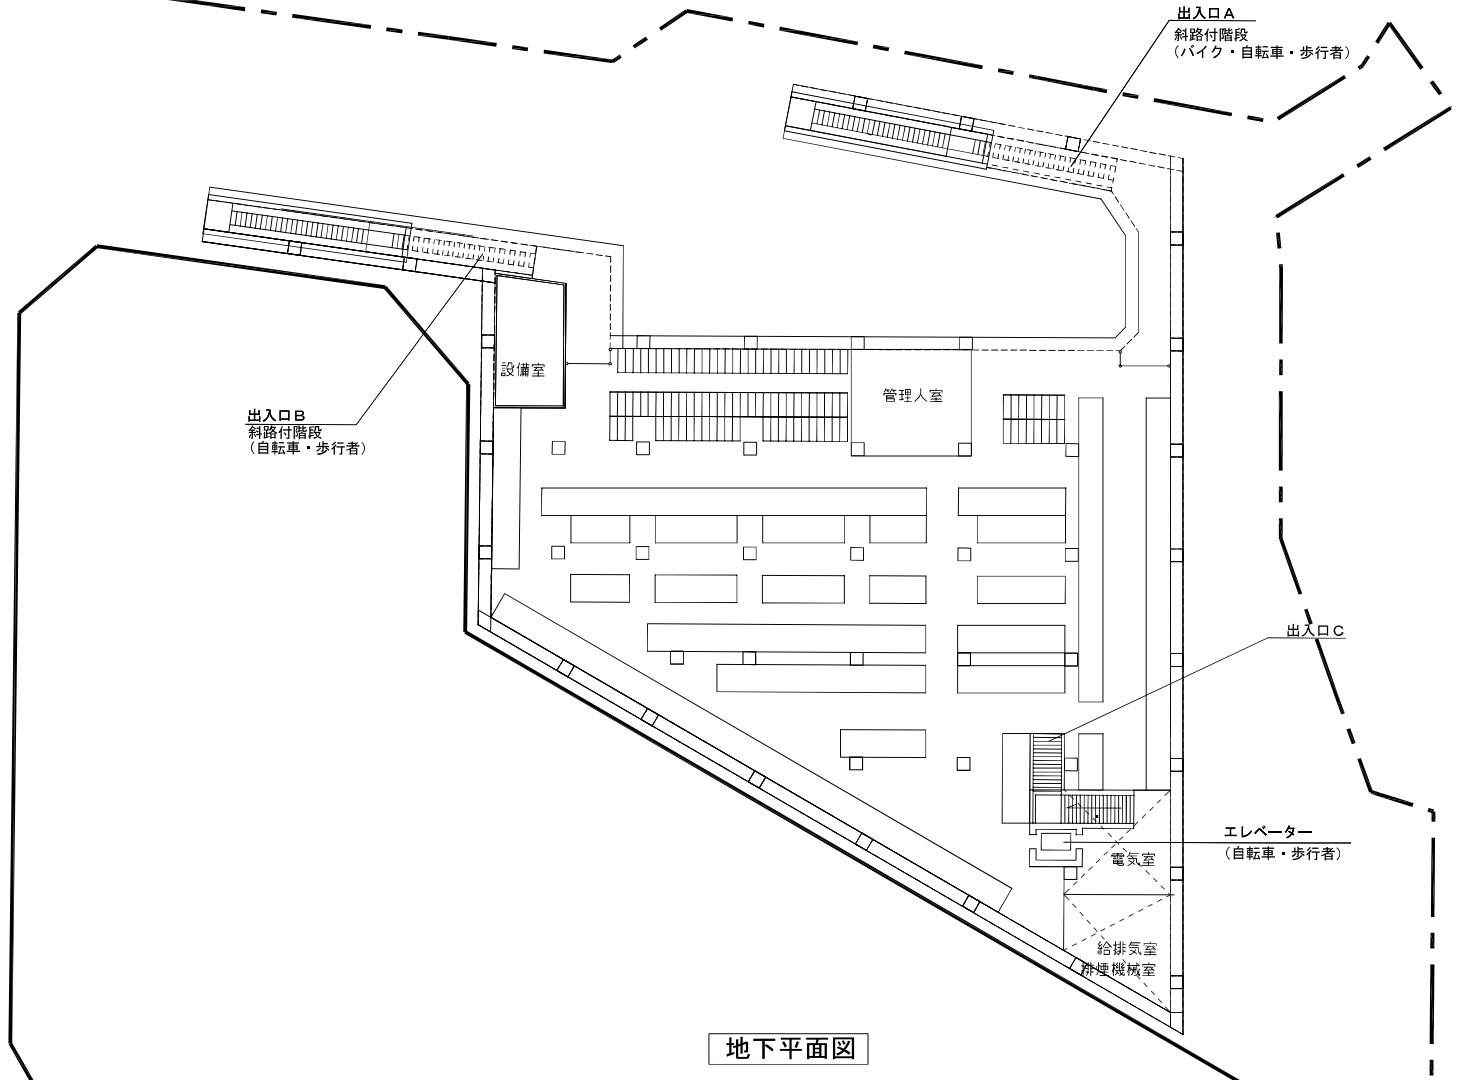 出入口A
斜路付階段
(バイク・自転車・歩行者)
設備室
管理人室
出入口B
斜路付階段
(自転車・歩行者)
出入口C
エレベーター
(自転車・歩行者)
電気室
給排気室
排煙機械室
地下平面図